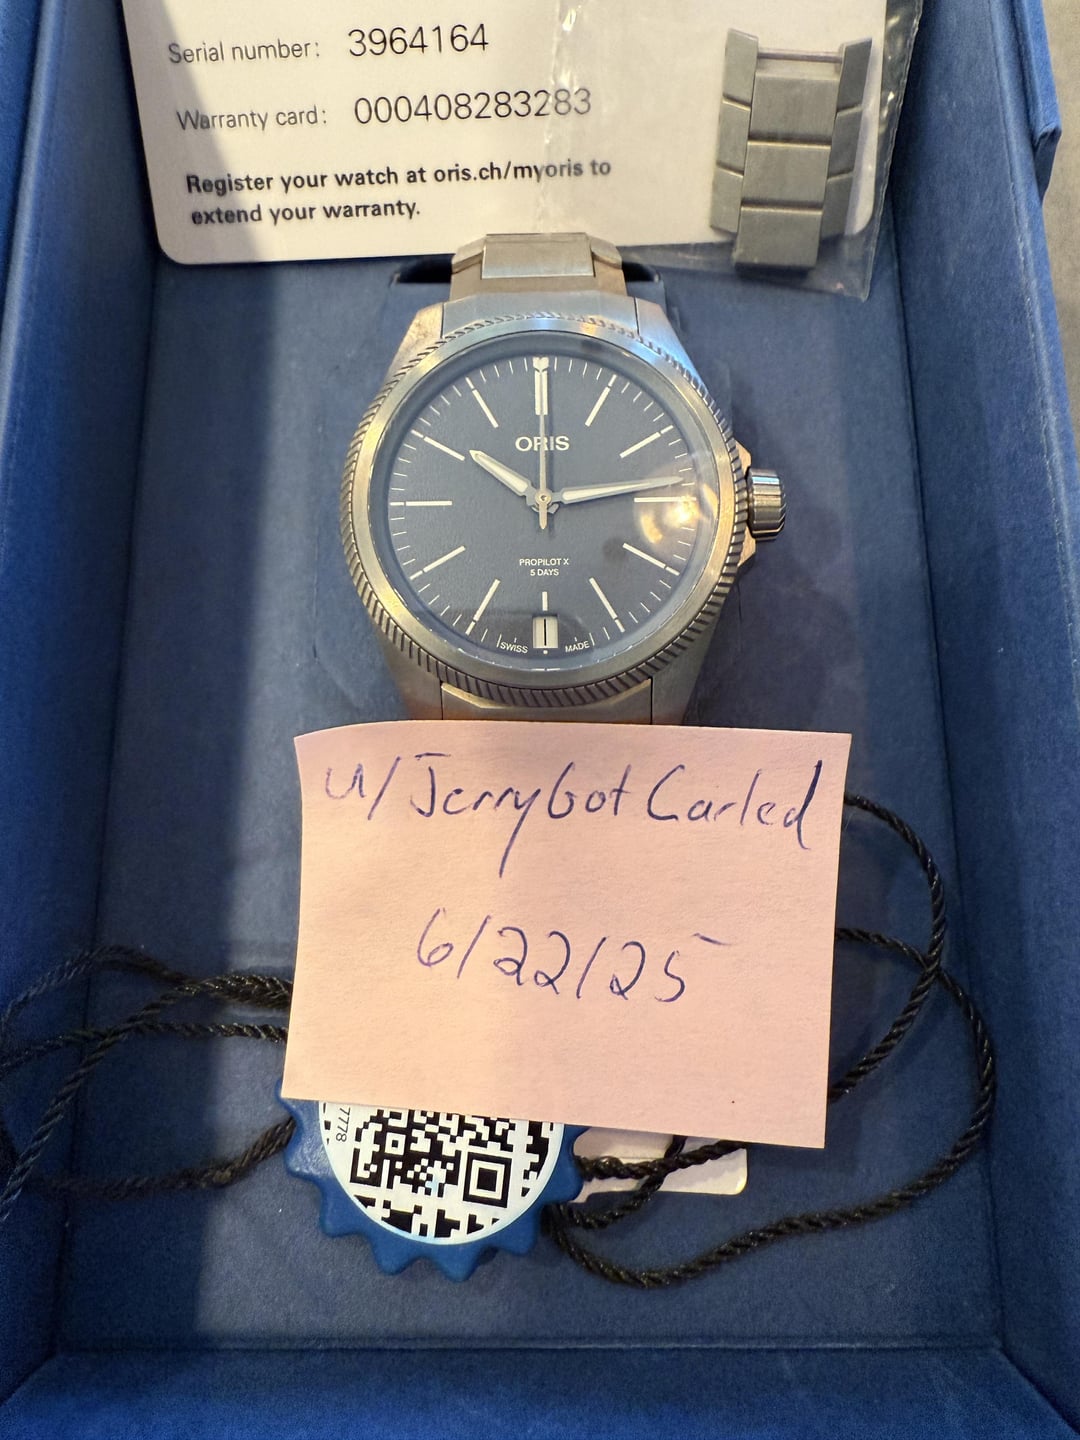 Serial number: 3964164
Warranty card: 000408283283
Register your watch at oris.ch/myoris to
extend your warranty.
ORIS
PROPILOT X
5 DAYS
SWISS MADE
u/JerryGotCarled
6/22/25
7778